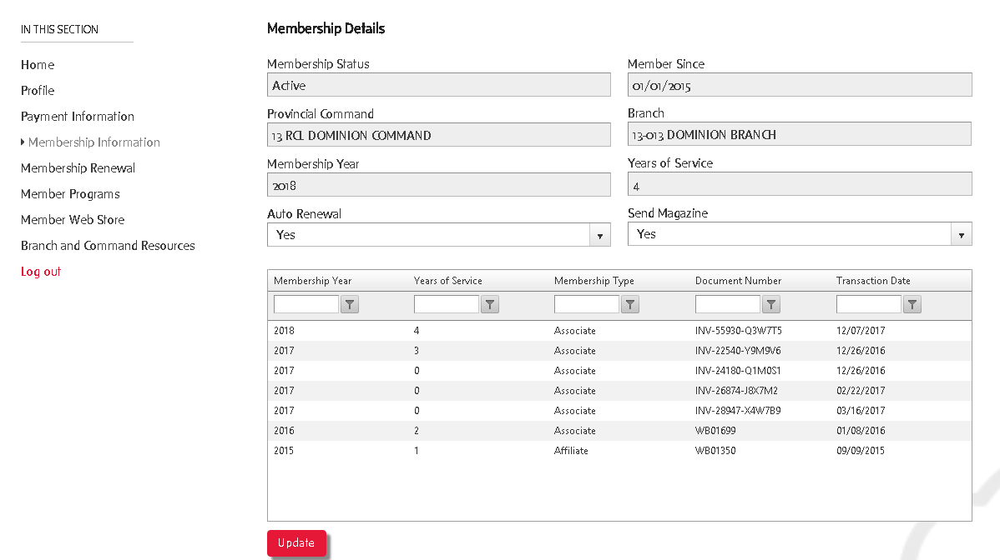 IN THIS SECTION
Home
Profile
Payment Information
Membership Information
Membership Renewal
Member Programs
Member Web Store
Branch and Command Resources
Log out
Membership Details
Membership Status
Active
Member Since
01/01/2015
Provincial Command
13 RCL DOMINION COMMAND
Branch
13-013 DOMINION BRANCH
Membership Year
2018
Years of Service
4
Auto Renewal
Yes
Send Magazine
Yes
Membership Year Years of Service Membership Type Document Number Transaction Date
2018 4 Associate INV-55930-Q3W7T5 12/07/2017
2017 3 Associate INV-22540-Y9M9V6 12/26/2016
2017 0 Associate INV-24180-Q1M0S1 12/26/2016
2017 0 Associate INV-26874-J8X7M2 02/22/2017
2017 0 Associate INV-28947-X4W7B9 03/16/2017
2016 2 Associate WB01699 01/08/2016
2015 1 Affiliate WB01350 09/09/2015
Update